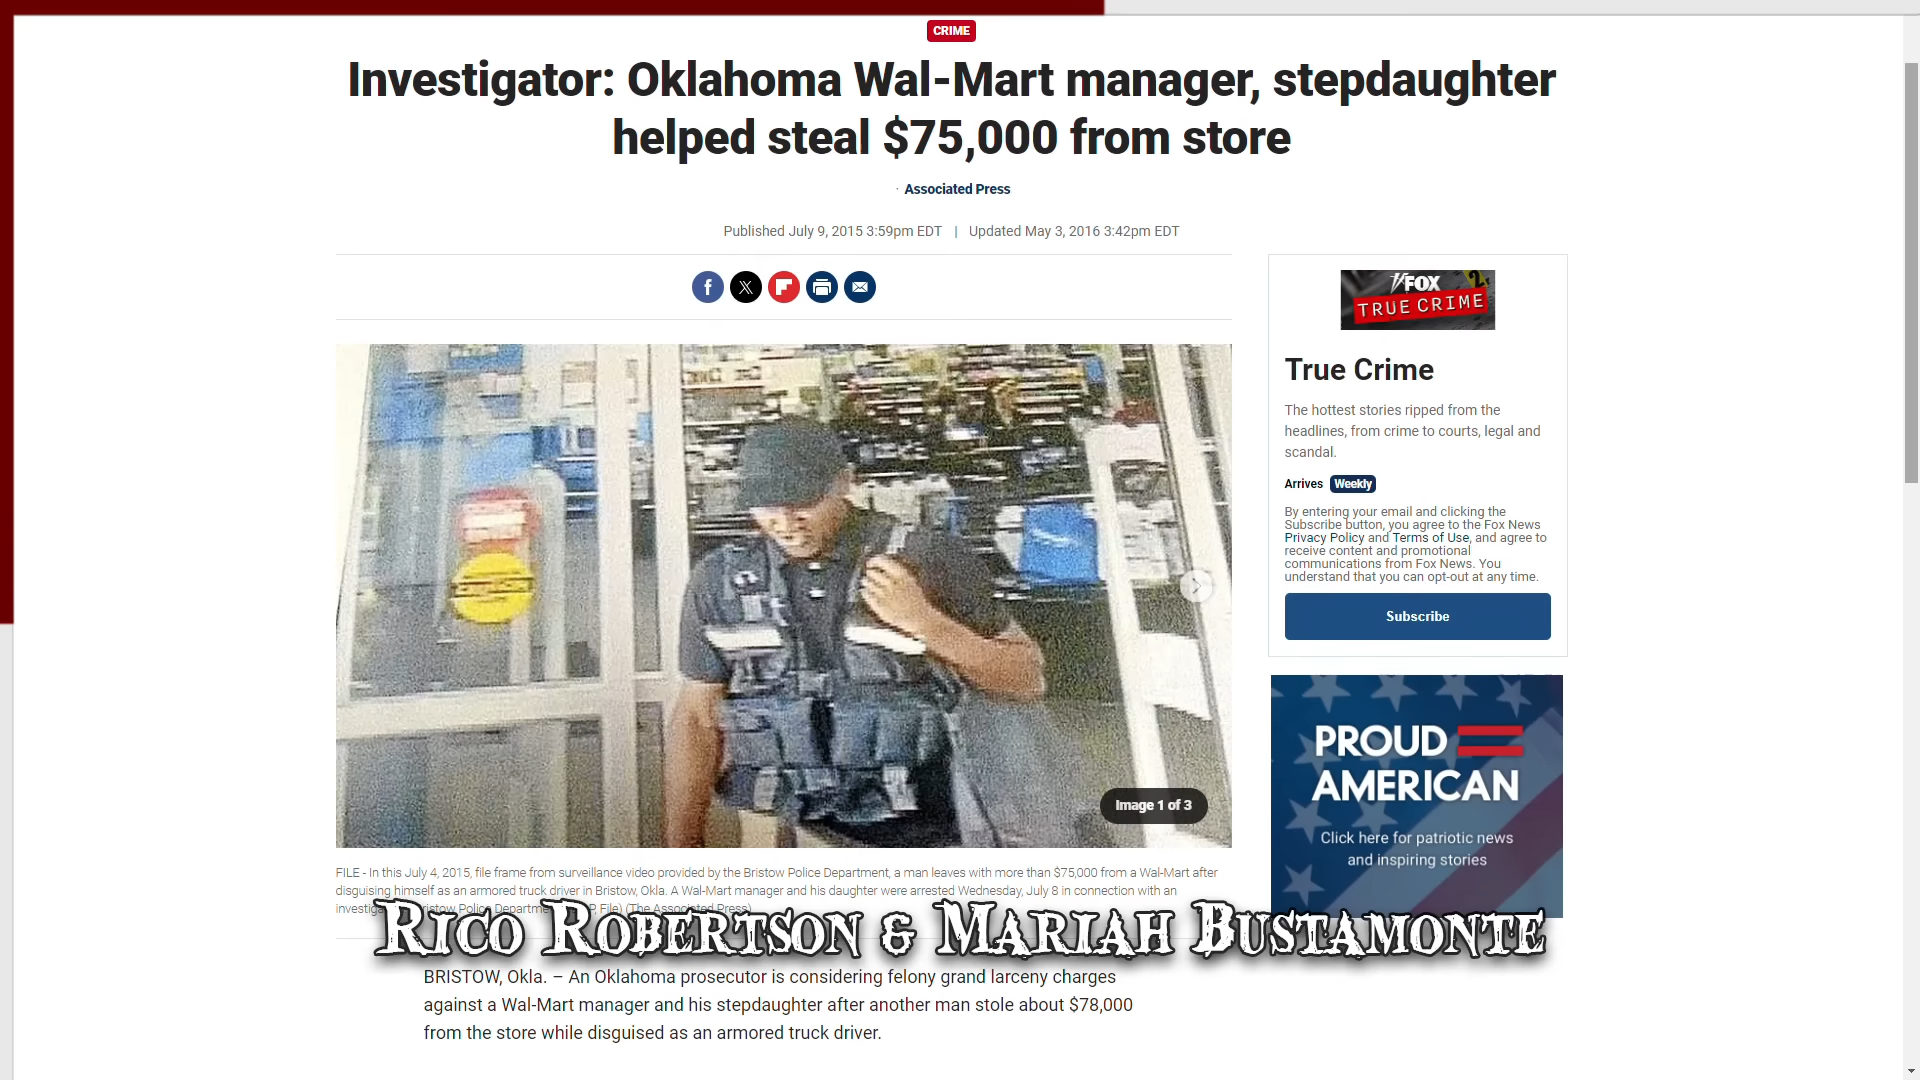 CRIME
Investigator: Oklahoma Wal-Mart manager, stepdaughter
helped steal $75,000 from store
· Associated Press
Published July 9, 2015 3:59pm EDT | Updated May 3, 2016 3:42pm EDT
FOX
TRUE CRIME
True Crime
The hottest stories ripped from the
headlines, from crime to courts, legal and
scandal.
Arrives Weekly
By entering your email and clicking the
Subscribe button, you agree to the Fox News
Privacy Policy and Terms of Use, and agree to
receive content and promotional
communications from Fox News. You
understand that you can opt-out at any time.
Subscribe
PROUD
AMERICAN
Click here for patriotic news
and inspiring stories
Image 1 of 3
FILE - In this July 4, 2015, file frame from surveillance video provided by the Bristow Police Department, a man leaves with more than $75,000 from a Wal-Mart after
disguising himself as an armored truck driver in Bristow, Okla. A Wal-Mart manager and his daughter were arrested Wednesday, July 8 in connection with an
File) (The Associated Press)
Rico Robertson & Mariah Bustamonte
BRISTOW, Okla. – An Oklahoma prosecutor is considering felony grand larceny charges
against a Wal-Mart manager and his stepdaughter after another man stole about $78,000
from the store while disguised as an armored truck driver.